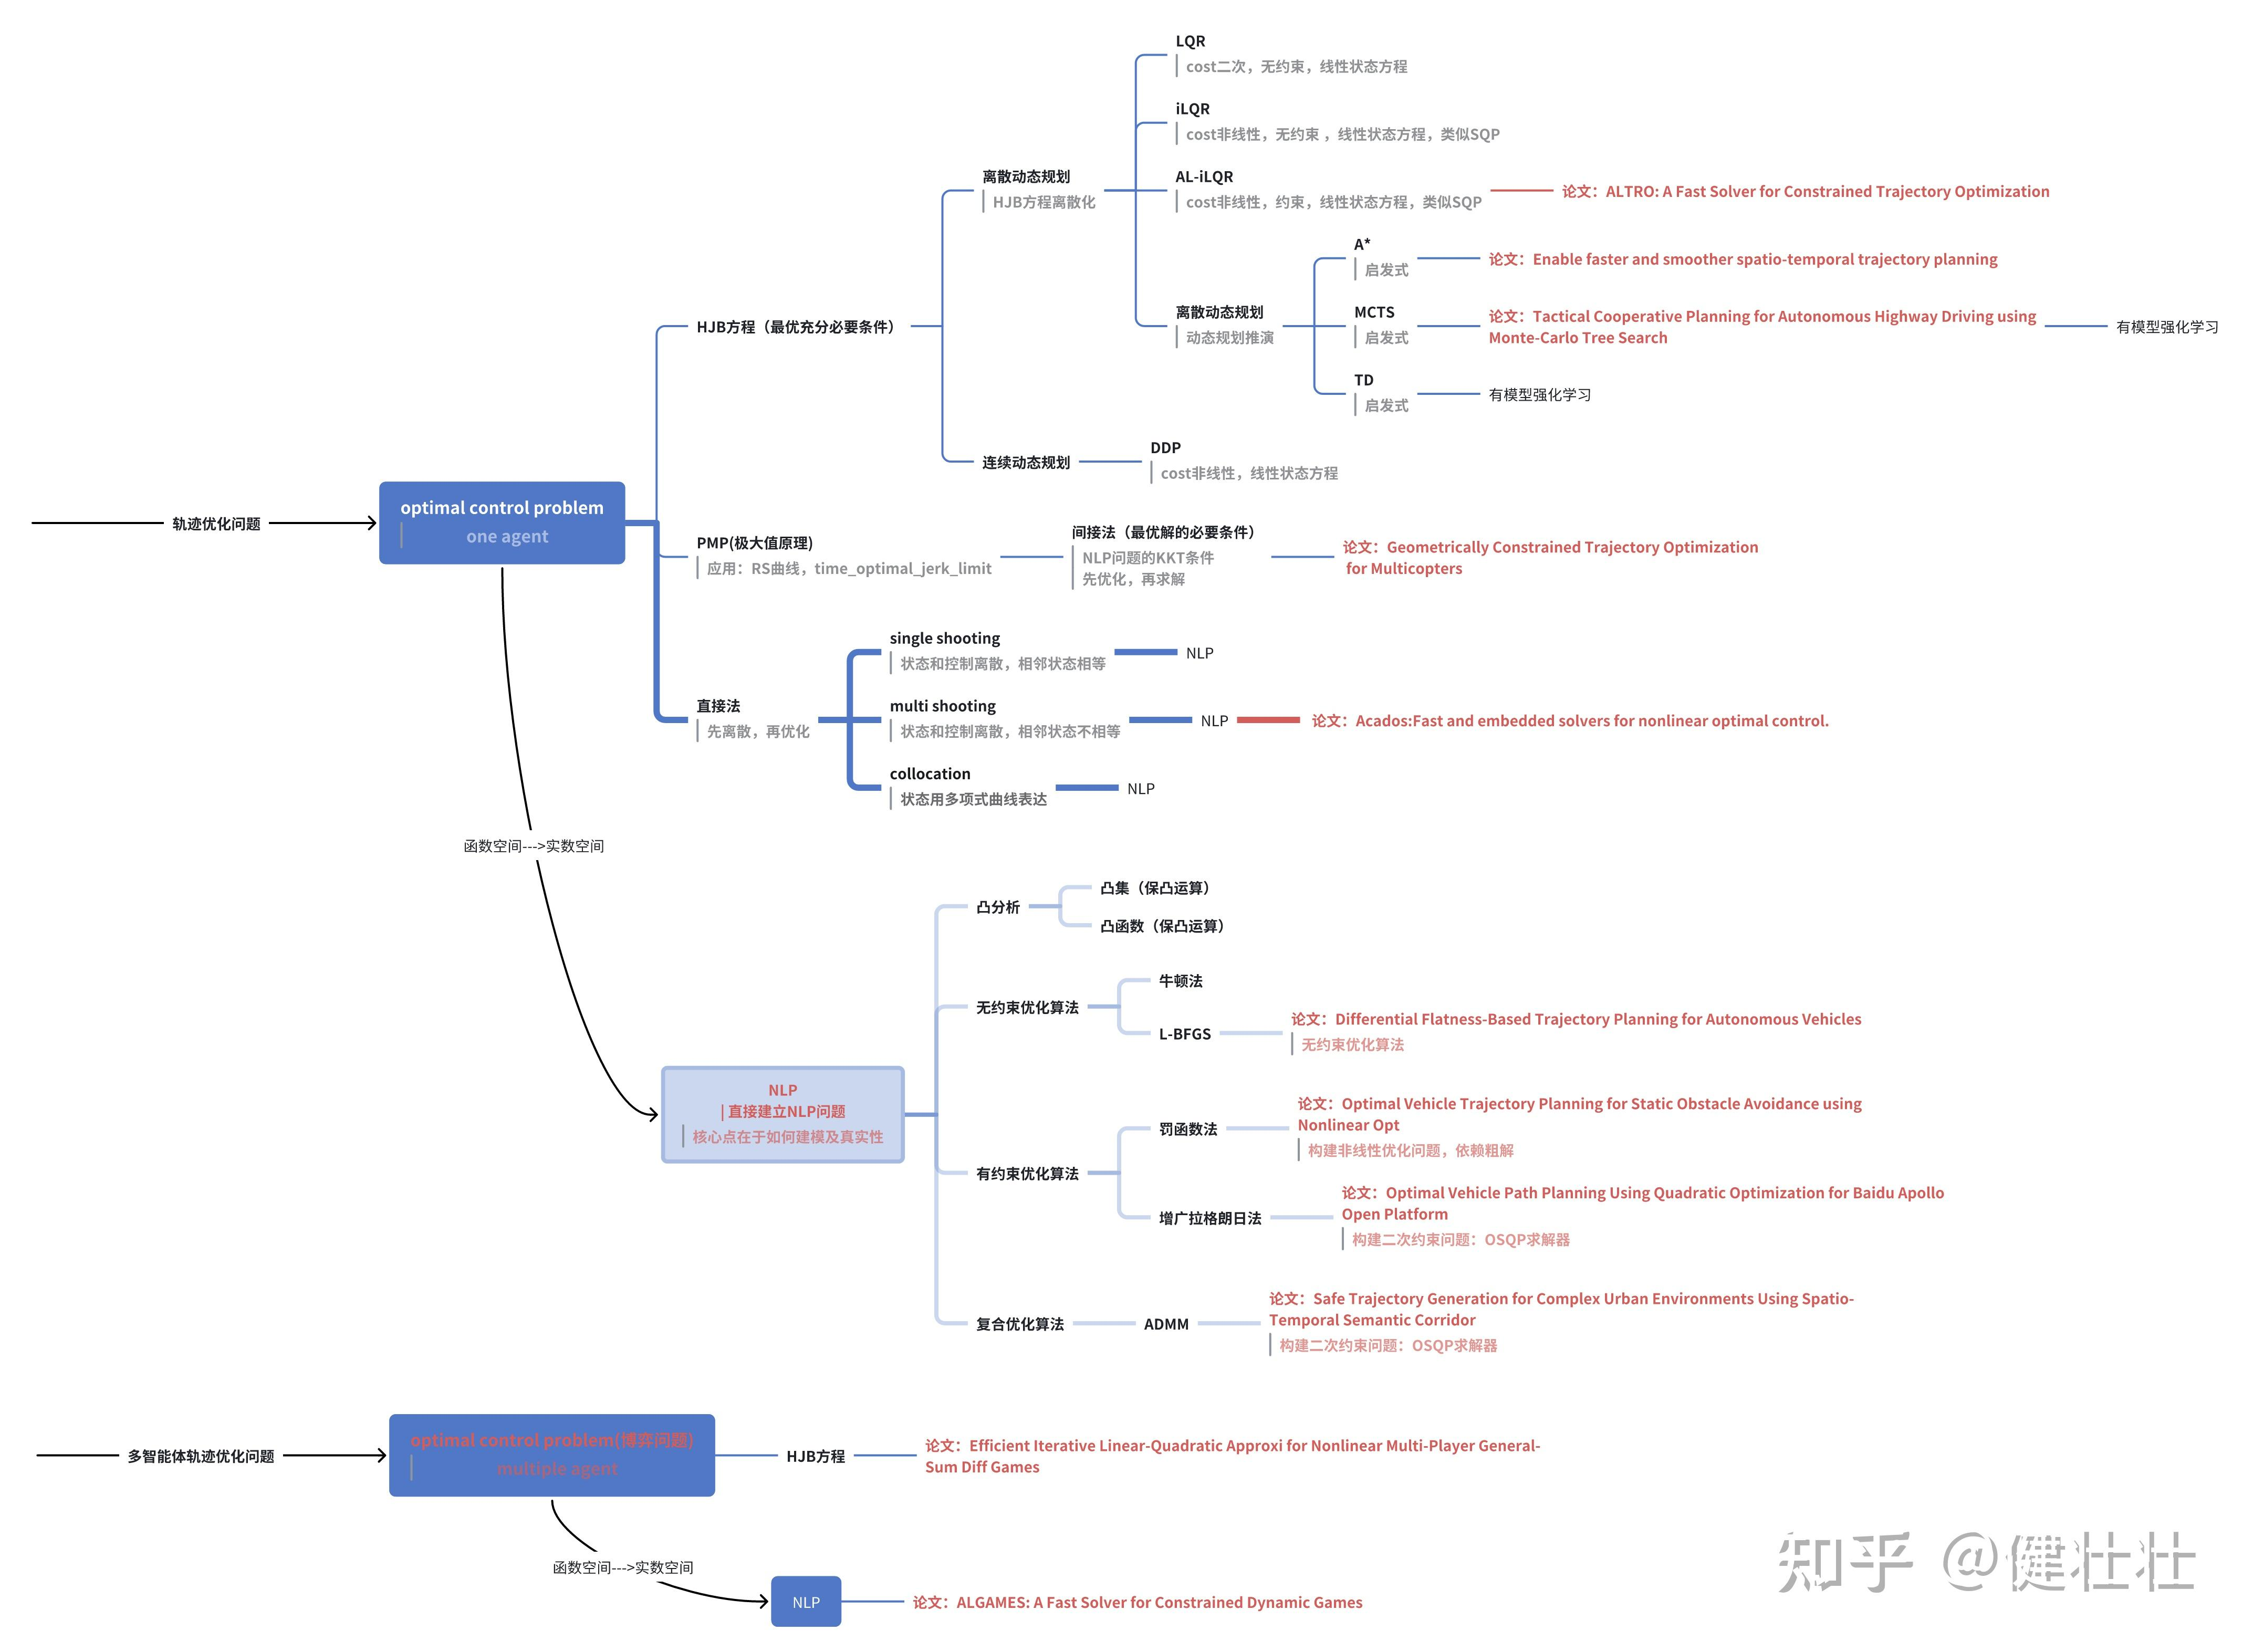 轨迹优化问题
optimal control problem
one agent
HJB方程（最优充分必要条件）
离散动态规划
HJB方程离散化
LQR
cost二次，无约束，线性状态方程
iLQR
cost非线性，无约束 ，线性状态方程，类似SQP
AL-iLQR
cost非线性，约束，线性状态方程，类似SQP
论文：ALTRO: A Fast Solver for Constrained Trajectory Optimization
离散动态规划
动态规划推演
A*
启发式
论文：Enable faster and smoother spatio-temporal trajectory planning
MCTS
启发式
论文：Tactical Cooperative Planning for Autonomous Highway Driving using
Monte-Carlo Tree Search
有模型强化学习
TD
启发式
有模型强化学习
连续动态规划
DDP
cost非线性，线性状态方程
PMP(极大值原理)
应用：RS曲线，time_optimal_jerk_limit
间接法（最优解的必要条件）
NLP问题的KKT条件
先优化，再求解
论文：Geometrically Constrained Trajectory Optimization
for Multicopters
直接法
先离散，再优化
single shooting
状态和控制离散，相邻状态相等
NLP
multi shooting
状态和控制离散，相邻状态不相等
NLP
论文：Acados:Fast and embedded solvers for nonlinear optimal control.
collocation
状态用多项式曲线表达
NLP
函数空间--->实数空间
NLP
| 直接建立NLP问题
核心点在于如何建模及真实性
凸分析
凸集（保凸运算）
凸函数（保凸运算）
无约束优化算法
牛顿法
L-BFGS
论文：Differential Flatness-Based Trajectory Planning for Autonomous Vehicles
无约束优化算法
有约束优化算法
罚函数法
论文：Optimal Vehicle Trajectory Planning for Static Obstacle Avoidance using
Nonlinear Opt
构建非线性优化问题，依赖粗解
增广拉格朗日法
论文：Optimal Vehicle Path Planning Using Quadratic Optimization for Baidu Apollo
Open Platform
构建二次约束问题：OSQP求解器
复合优化算法
ADMM
论文：Safe Trajectory Generation for Complex Urban Environments Using Spatio-
Temporal Semantic Corridor
构建二次约束问题：OSQP求解器
多智能体轨迹优化问题
optimal control problem(博弈问题)
multiple agent
HJB方程
论文：Efficient Iterative Linear-Quadratic Approxi for Nonlinear Multi-Player General-
Sum Diff Games
函数空间--->实数空间
NLP
论文：ALGAMES: A Fast Solver for Constrained Dynamic Games
知乎 @健壮壮